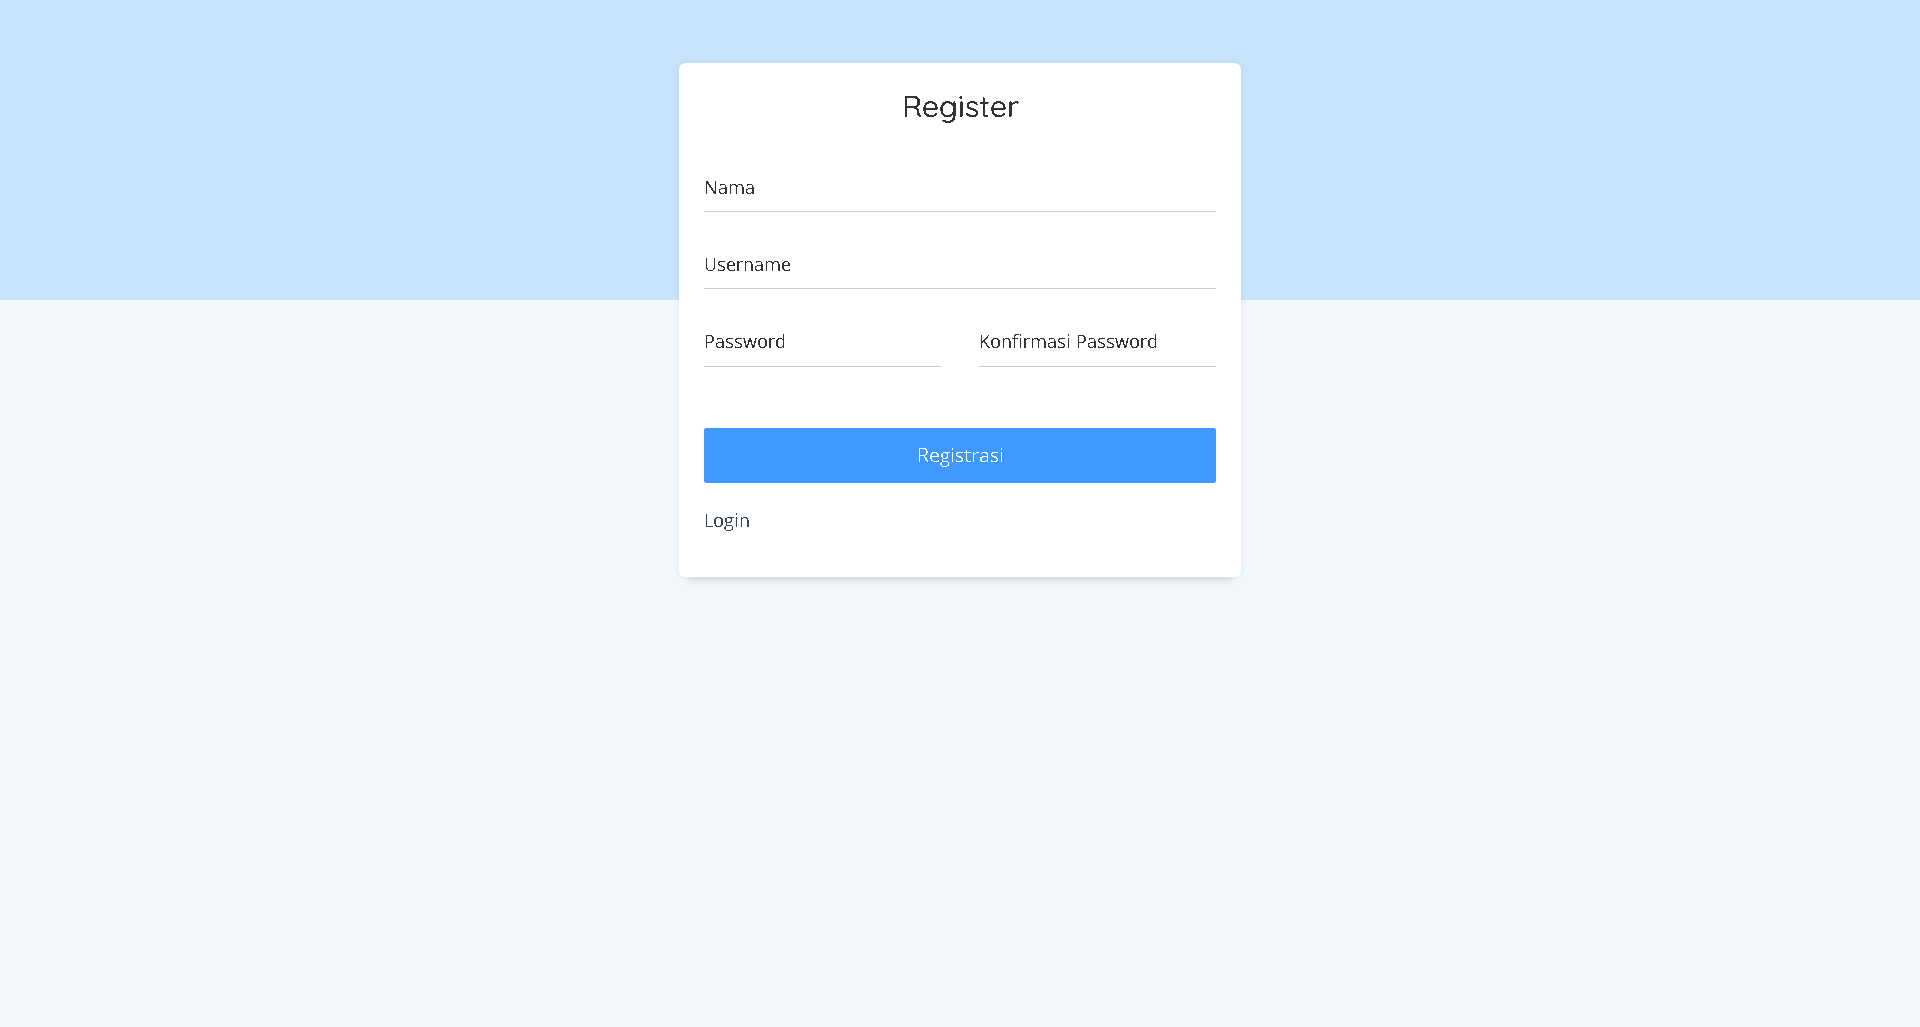 Register
Nama
Username
Password Konfirmasi Password
Registrasi
Login